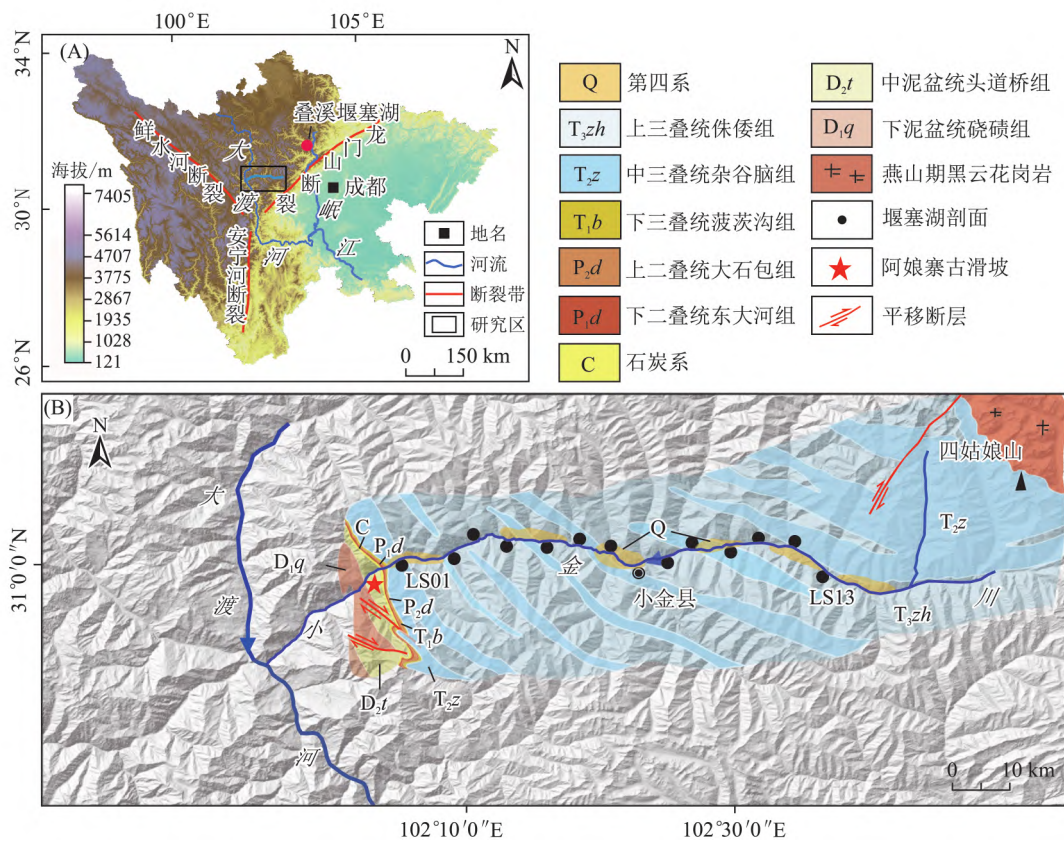 100°E
105°E
34°N
30°N
26°N
(A)
N
叠溪堰塞湖
鲜水河断裂
大渡河
龙门山断裂
成都
岷江
安宁河断裂
海拔/m
7405
5614
4707
3775
2867
1935
1028
121
地名
河流
断裂带
研究区
0 150 km
Q 第四系
T₃zh 上三叠统侏倭组
T₂z 中三叠统杂谷脑组
T₁b 下三叠统菠茨沟组
P₂d 上二叠统大石包组
P₁d 下二叠统东大河组
C 石炭系
D₂t 中泥盆统头道桥组
D₁q 下泥盆统硗碛组
燕山期黑云花岗岩
堰塞湖剖面
阿娘寨古滑坡
平移断层
(B)
N
大渡河
四姑娘山
T₂z
C
P₁d
Q
D₁q
LS01
小金川
小金县
LS13
T₃zh
P₂d
T₁b
D₂t
T₂z
31°0′0″N
0 10 km
102°10′0″E
102°30′0″E